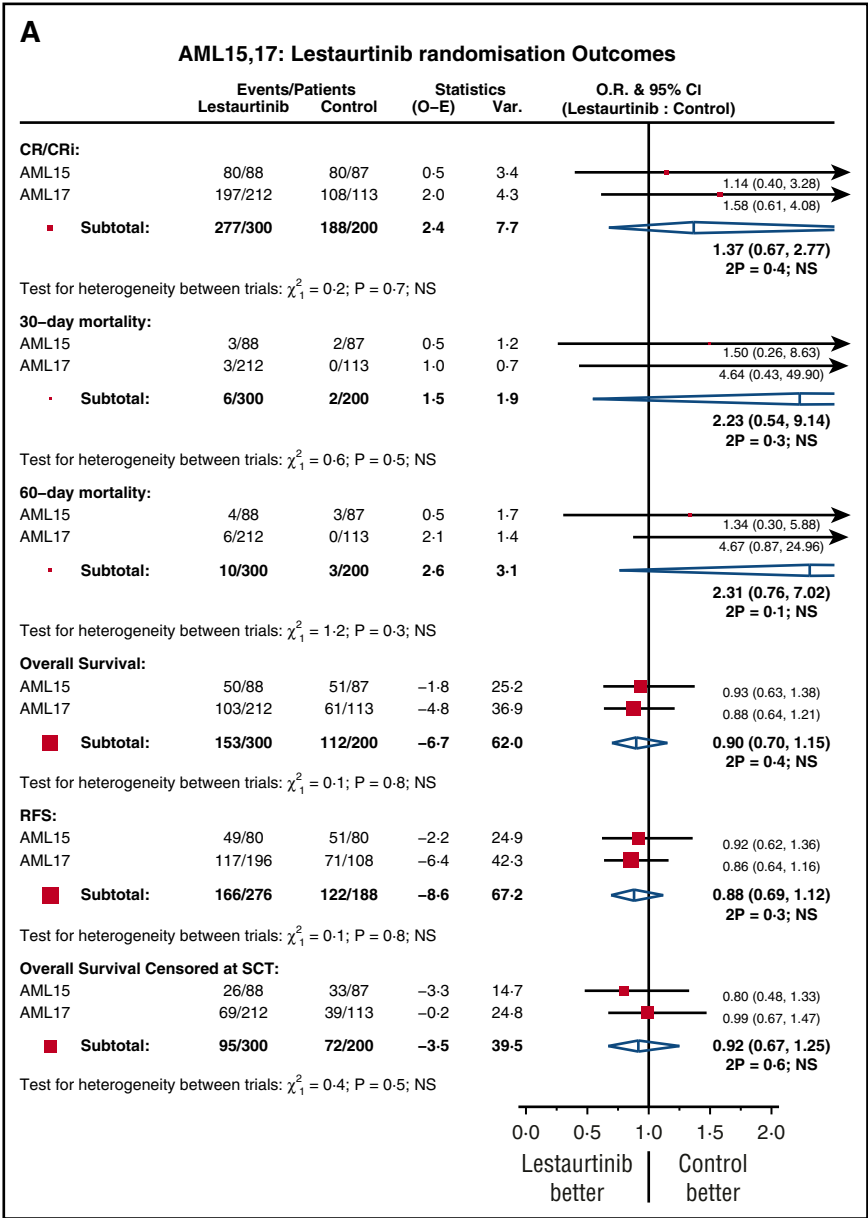 A
AML15,17: Lestaurtinib randomisation Outcomes
Events/Patients Statistics O.R. & 95% CI
Lestaurtinib Control (O−E) Var. (Lestaurtinib : Control)
CR/CRi:
AML15 80/88 80/87 0·5 3·4 1.14 (0.40, 3.28)
AML17 197/212 108/113 2·0 4·3 1.58 (0.61, 4.08)
Subtotal: 277/300 188/200 2·4 7·7 1.37 (0.67, 2.77)
2P = 0·4; NS
Test for heterogeneity between trials: χ²₁ = 0·2; P = 0·7; NS
30−day mortality:
AML15 3/88 2/87 0·5 1·2 1.50 (0.26, 8.63)
AML17 3/212 0/113 1·0 0·7 4.64 (0.43, 49.90)
Subtotal: 6/300 2/200 1·5 1·9 2.23 (0.54, 9.14)
2P = 0·3; NS
Test for heterogeneity between trials: χ²₁ = 0·6; P = 0·5; NS
60−day mortality:
AML15 4/88 3/87 0·5 1·7 1.34 (0.30, 5.88)
AML17 6/212 0/113 2·1 1·4 4.67 (0.87, 24.96)
Subtotal: 10/300 3/200 2·6 3·1 2.31 (0.76, 7.02)
2P = 0·1; NS
Test for heterogeneity between trials: χ²₁ = 1·2; P = 0·3; NS
Overall Survival:
AML15 50/88 51/87 −1·8 25·2 0.93 (0.63, 1.38)
AML17 103/212 61/113 −4·8 36·9 0.88 (0.64, 1.21)
Subtotal: 153/300 112/200 −6·7 62·0 0.90 (0.70, 1.15)
2P = 0·4; NS
Test for heterogeneity between trials: χ²₁ = 0·1; P = 0·8; NS
RFS:
AML15 49/80 51/80 −2·2 24·9 0.92 (0.62, 1.36)
AML17 117/196 71/108 −6·4 42·3 0.86 (0.64, 1.16)
Subtotal: 166/276 122/188 −8·6 67·2 0.88 (0.69, 1.12)
2P = 0·3; NS
Test for heterogeneity between trials: χ²₁ = 0·1; P = 0·8; NS
Overall Survival Censored at SCT:
AML15 26/88 33/87 −3·3 14·7 0.80 (0.48, 1.33)
AML17 69/212 39/113 −0·2 24·8 0.99 (0.67, 1.47)
Subtotal: 95/300 72/200 −3·5 39·5 0.92 (0.67, 1.25)
2P = 0·6; NS
Test for heterogeneity between trials: χ²₁ = 0·4; P = 0·5; NS
0·0 0·5 1·0 1·5 2·0
Lestaurtinib Control
better better